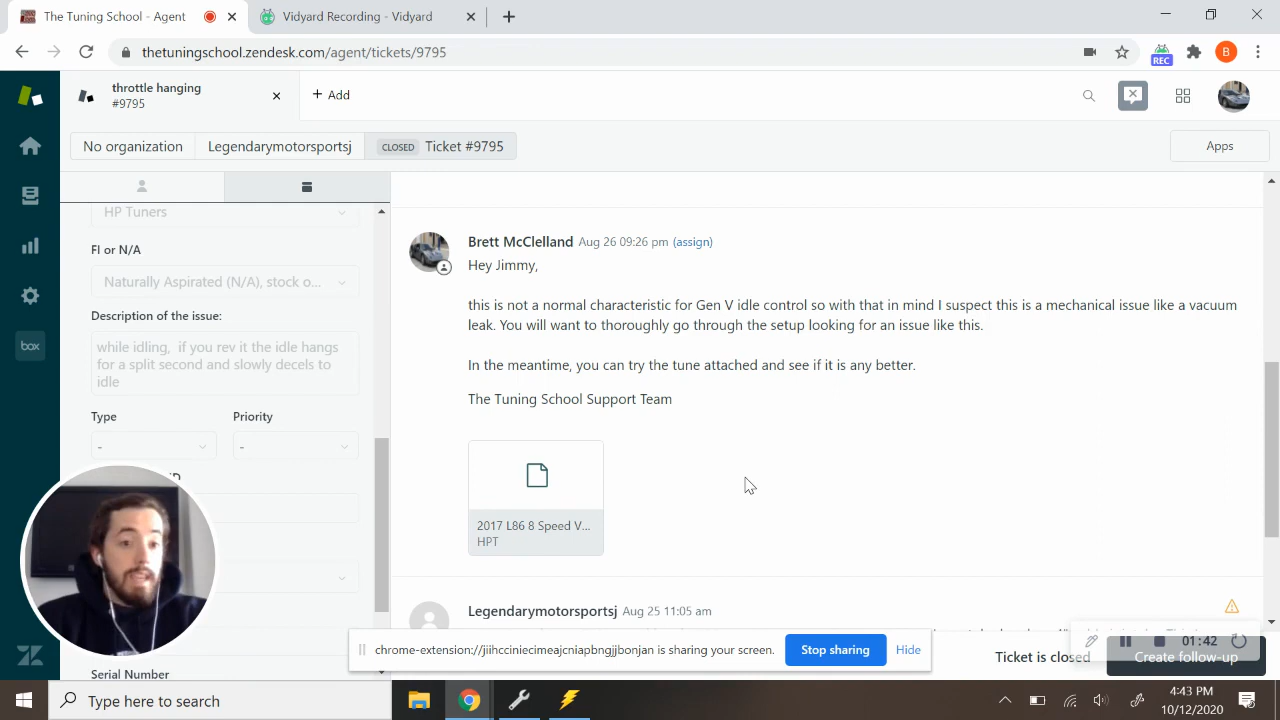 The Tuning School - Agent
Vidyard Recording - Vidyard
thetuningschool.zendesk.com/agent/tickets/9795
B
REC
throttle hanging
#9795
+ Add
No organization
Legendarymotorsportsj
CLOSED Ticket #9795
Apps
HP Tuners
FI or N/A
Naturally Aspirated (N/A), stock o...
Description of the issue:
while idling, if you rev it the idle hangs
for a split second and slowly decels to
idle
Type
Priority
-
-
Serial Number
box
Brett McClelland Aug 26 09:26 pm (assign)
Hey Jimmy,
this is not a normal characteristic for Gen V idle control so with that in mind I suspect this is a mechanical issue like a vacuum
leak. You will want to thoroughly go through the setup looking for an issue like this.
In the meantime, you can try the tune attached and see if it is any better.
The Tuning School Support Team
2017 L86 8 Speed V...
HPT
Legendarymotorsportsj Aug 25 11:05 am
chrome-extension://jiihcciniecimeajcniapbngjjbonjan is sharing your screen.
Stop sharing
Hide
01:42
Ticket is closed
Create follow-up
Type here to search
4:43 PM
10/12/2020